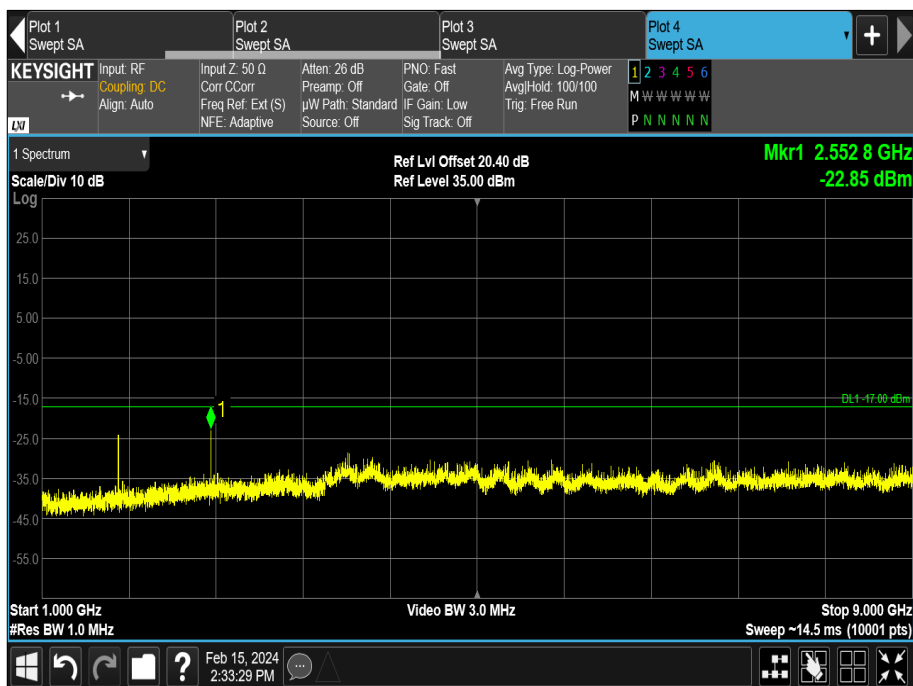 Plot 1
Swept SA
Plot 2
Swept SA
Plot 3
Swept SA
Plot 4
Swept SA
+
KEYSIGHT
LXI
Input: RF
Coupling: DC
Align: Auto
Input Z: 50 Ω
Corr CCorr
Freq Ref: Ext (S)
NFE: Adaptive
Atten: 26 dB
Preamp: Off
µW Path: Standard
Source: Off
PNO: Fast
Gate: Off
IF Gain: Low
Sig Track: Off
Avg Type: Log-Power
Avg|Hold: 100/100
Trig: Free Run
1 2 3 4 5 6
M W W W W W
P N N N N N
1 Spectrum
Scale/Div 10 dB
Ref Lvl Offset 20.40 dB
Ref Level 35.00 dBm
Mkr1 2.552 8 GHz
-22.85 dBm
Log
25.0
15.0
5.00
-5.00
-15.0
-25.0
-35.0
-45.0
-55.0
1
DL1 -17.00 dBm
Start 1.000 GHz
#Res BW 1.0 MHz
Video BW 3.0 MHz
Stop 9.000 GHz
Sweep ~14.5 ms (10001 pts)
?
Feb 15, 2024
2:33:29 PM